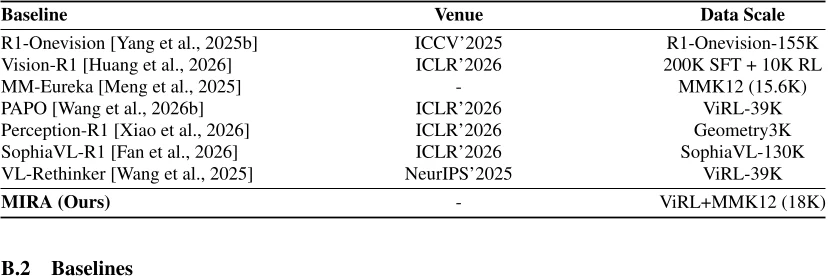 Baseline Venue Data Scale
R1-Onevision [Yang et al., 2025b] ICCV'2025 R1-Onevision-155K
Vision-R1 [Huang et al., 2026] ICLR'2026 200K SFT + 10K RL
MM-Eureka [Meng et al., 2025] - MMK12 (15.6K)
PAPO [Wang et al., 2026b] ICLR'2026 ViRL-39K
Perception-R1 [Xiao et al., 2026] ICLR'2026 Geometry3K
SophiaVL-R1 [Fan et al., 2026] ICLR'2026 SophiaVL-130K
VL-Rethinker [Wang et al., 2025] NeurIPS'2025 ViRL-39K
MIRA (Ours) - ViRL+MMK12 (18K)
B.2 Baselines